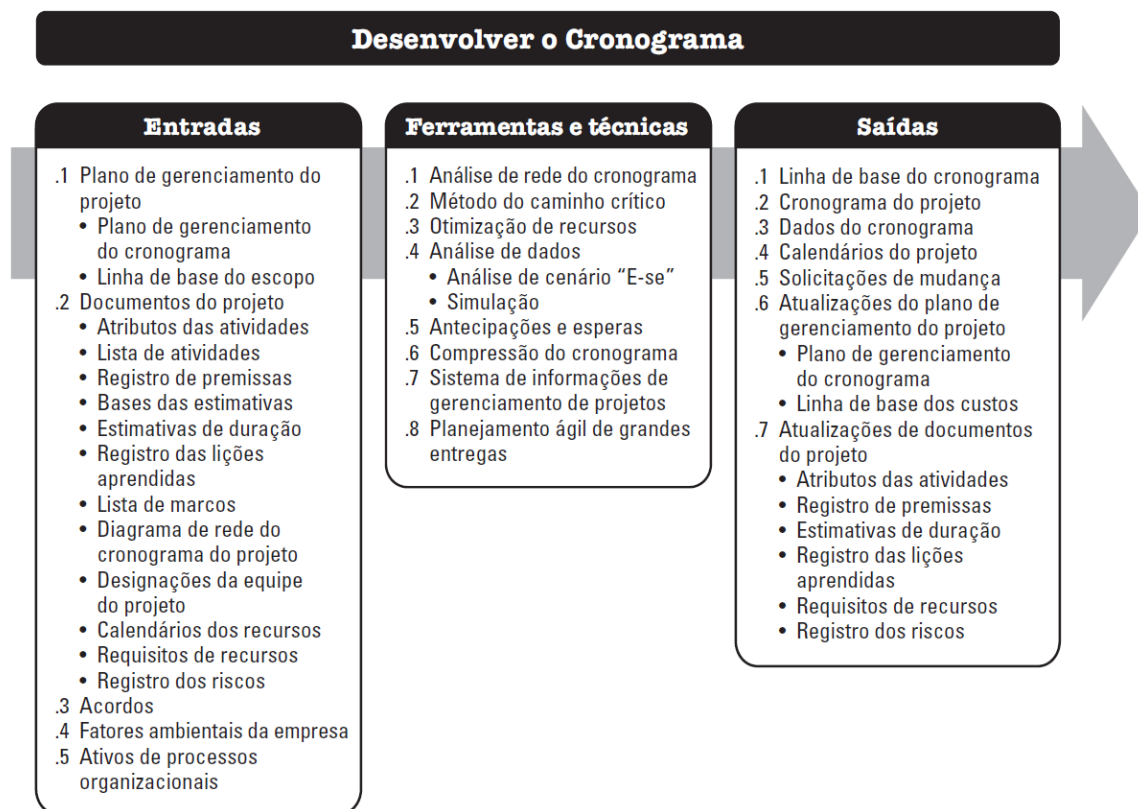 Desenvolver o Cronograma
Entradas
.1 Plano de gerenciamento do
projeto
• Plano de gerenciamento
do cronograma
• Linha de base do escopo
.2 Documentos do projeto
• Atributos das atividades
• Lista de atividades
• Registro de premissas
• Bases das estimativas
• Estimativas de duração
• Registro das lições
aprendidas
• Lista de marcos
• Diagrama de rede do
cronograma do projeto
• Designações da equipe
do projeto
• Calendários dos recursos
• Requisitos de recursos
• Registro dos riscos
.3 Acordos
.4 Fatores ambientais da empresa
.5 Ativos de processos
organizacionais
Ferramentas e técnicas
.1 Análise de rede do cronograma
.2 Método do caminho crítico
.3 Otimização de recursos
.4 Análise de dados
• Análise de cenário “E-se”
• Simulação
.5 Antecipações e esperas
.6 Compressão do cronograma
.7 Sistema de informações de
gerenciamento de projetos
.8 Planejamento ágil de grandes
entregas
Saídas
.1 Linha de base do cronograma
.2 Cronograma do projeto
.3 Dados do cronograma
.4 Calendários do projeto
.5 Solicitações de mudança
.6 Atualizações do plano de
gerenciamento do projeto
• Plano de gerenciamento
do cronograma
• Linha de base dos custos
.7 Atualizações de documentos
do projeto
• Atributos das atividades
• Registro de premissas
• Estimativas de duração
• Registro das lições
aprendidas
• Requisitos de recursos
• Registro dos riscos